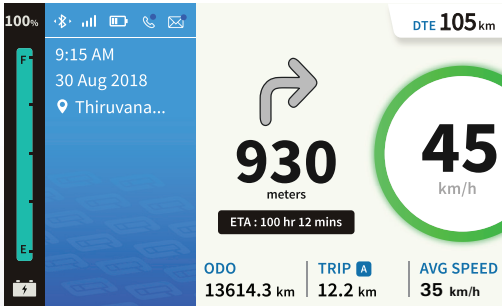 100%
F
E
9:15 AM
30 Aug 2018
Thiruvana...
930
meters
ETA : 100 hr 12 mins
DTE 105 km
45
km/h
ODO
13614.3 km
TRIP A
12.2 km
AVG SPEED
35 km/h